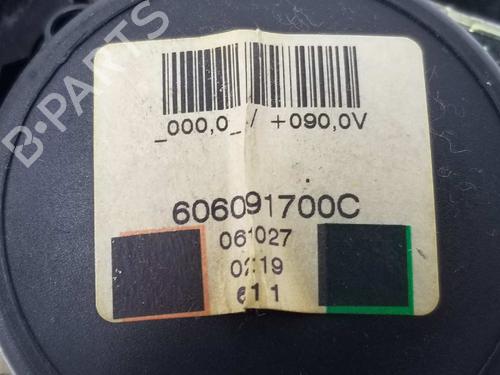 B-PARTS
_000,0_ / +090,0V
606091700C
061027
0219
611